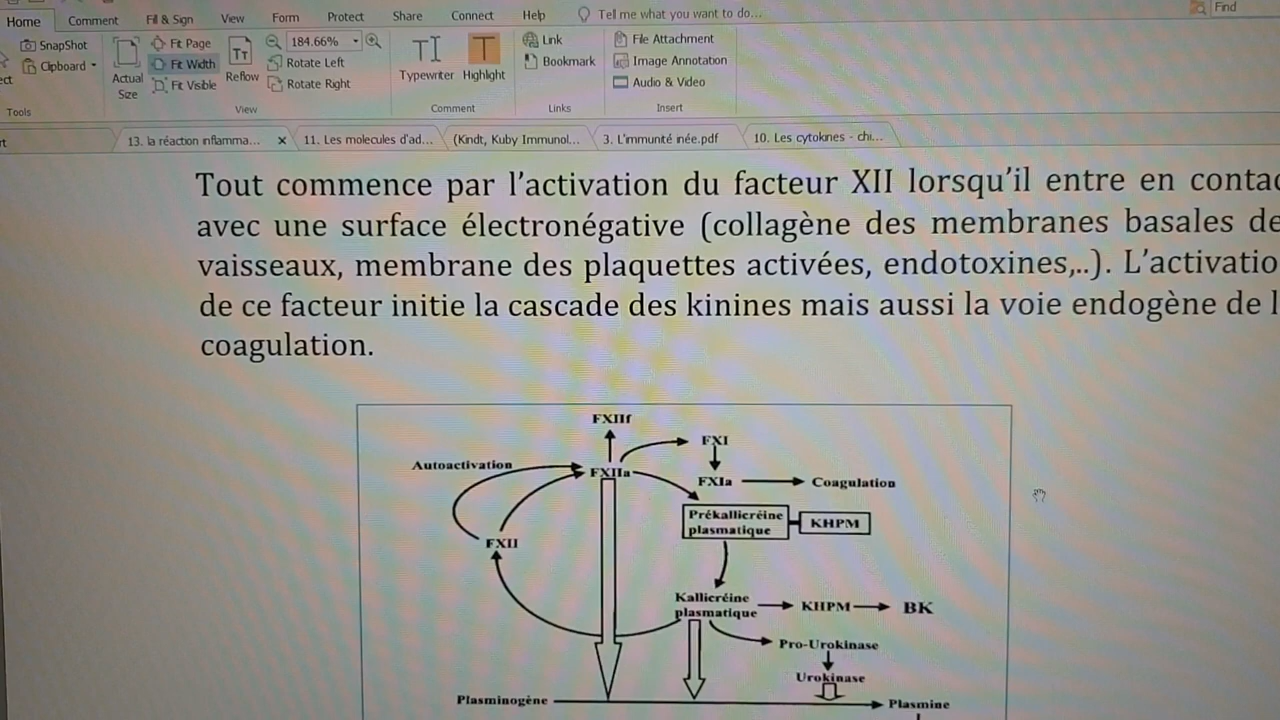 Home Comment Fill & Sign View Form Protect Share Connect Help Tell me what you want to do... Find
SnapShot Fit Page 184.66% File Attachment
Clipboard Fit Width Rotate Left Link Image Annotation
Actual Size Fit Visible Reflow Rotate Right Typewriter Highlight Bookmark Audio & Video
Tools View Comment Links Insert
13. la réaction inflamma... 11. Les molecules d'ad... (Kindt, Kuby Immunol... 3. L'immunité inée.pdf 10. Les cytokines - chi...
Tout commence par l'activation du facteur XII lorsqu'il entre en contac
avec une surface électronégative (collagène des membranes basales de
vaisseaux, membrane des plaquettes activées, endotoxines,..). L'activatio
de ce facteur initie la cascade des kinines mais aussi la voie endogène de l
coagulation.
FXIIf
FXI
Autoactivation
FXIIa
FXIa
Coagulation
Prékallicréine
plasmatique
KHPM
FXII
Kallicréine
plasmatique
KHPM
BK
Pro-Urokinase
Urokinase
Plasminogène
Plasmine